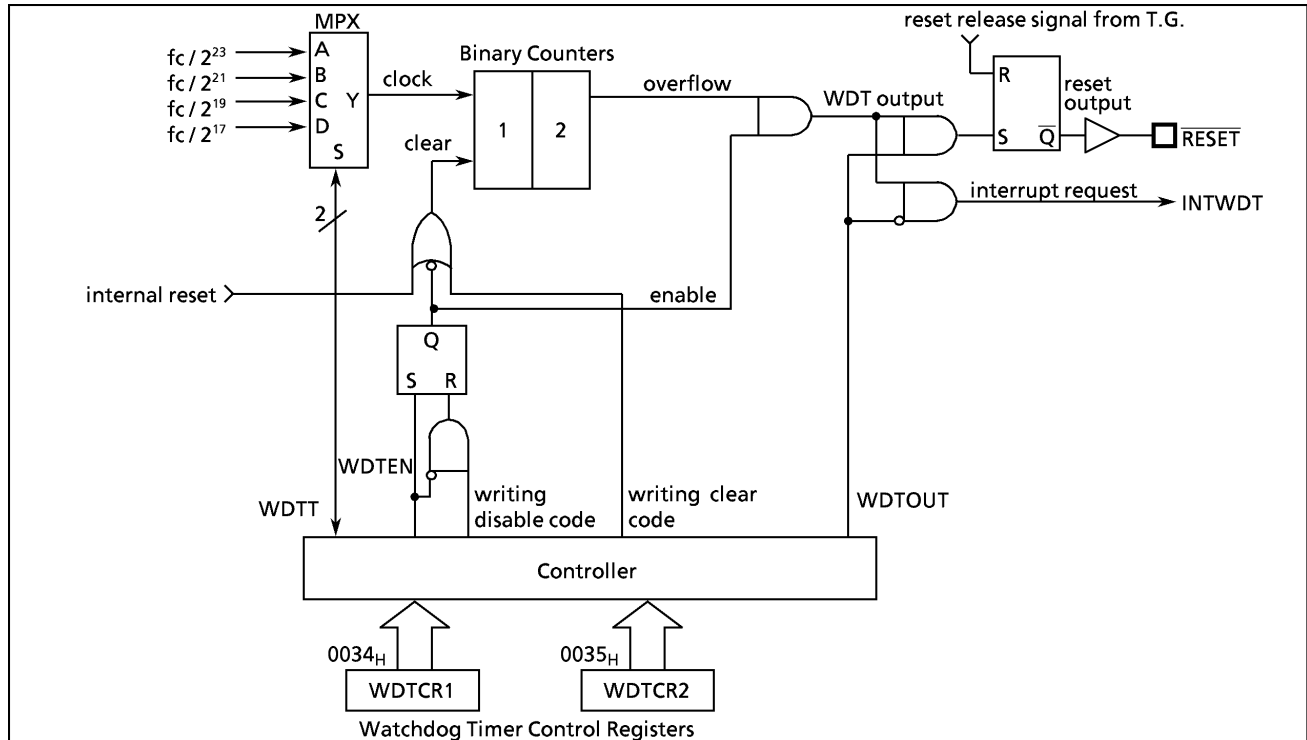 reset release signal from T.G.
MPX
fc / 2²³
fc / 2²¹
fc / 2¹⁹
fc / 2¹⁷
A
B
C
D
Y
S
clock
Binary Counters
1
2
overflow
clear
WDT output
R
S
Q̅
reset
output
R̅E̅S̅E̅T̅
interrupt request
INTWDT
2
internal reset
enable
Q
S R
WDTEN
WDTT
writing
disable code
writing clear
code
WDTOUT
Controller
0034H
0035H
WDTCR1
WDTCR2
Watchdog Timer Control Registers